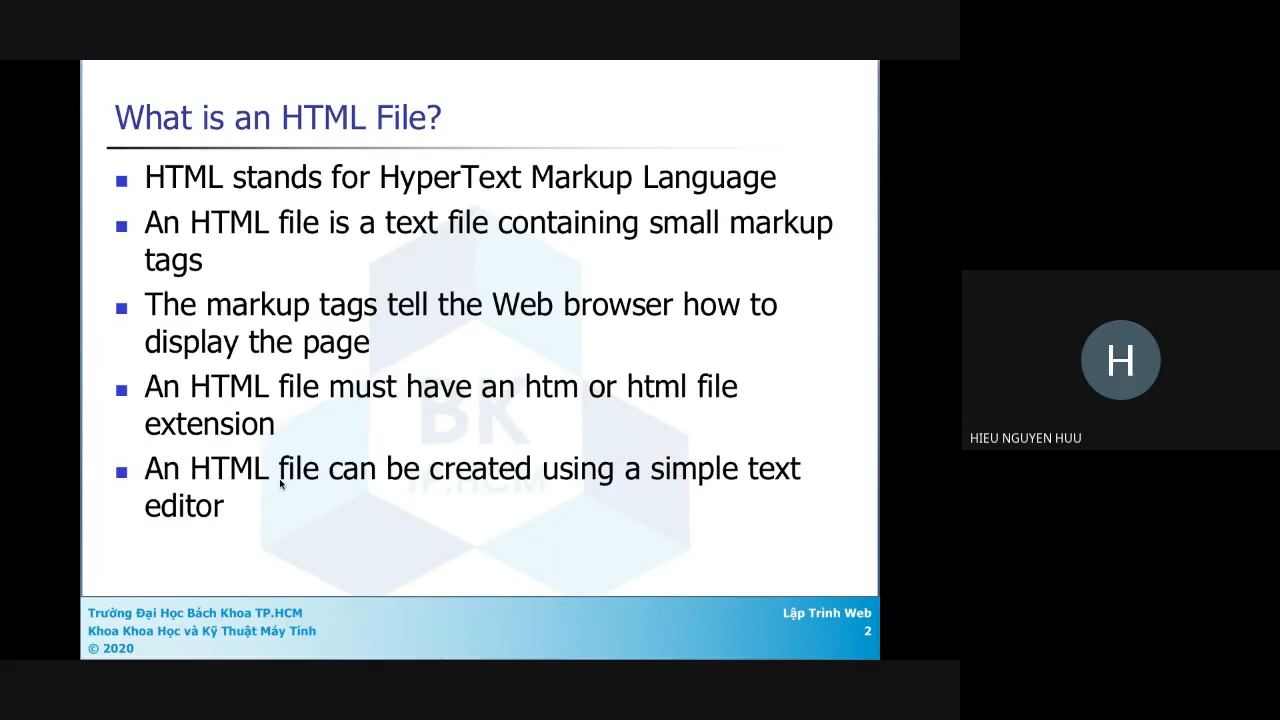 What is an HTML File?
HTML stands for HyperText Markup Language
An HTML file is a text file containing small markup
tags
The markup tags tell the Web browser how to
display the page
An HTML file must have an htm or html file
extension
An HTML file can be created using a simple text
editor
BK
TP.HCM
Trường Đại Học Bách Khoa TP.HCM
Khoa Khoa Học và Kỹ Thuật Máy Tính
© 2020
Lập Trình Web
2
H
HIEU NGUYEN HUU